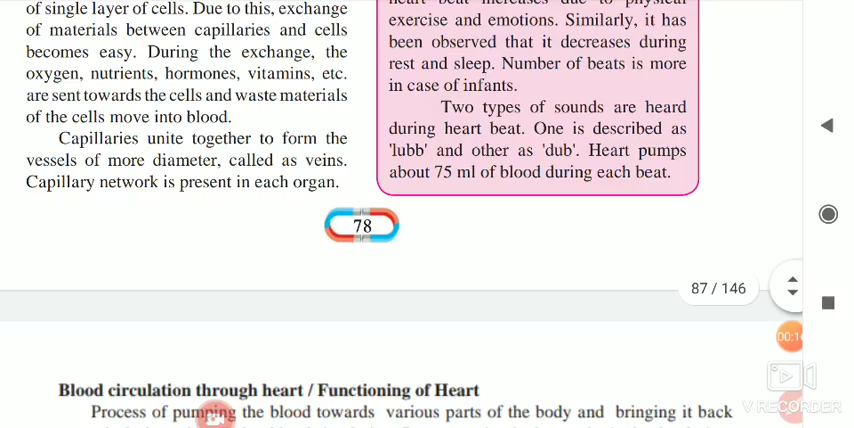 of single layer of cells. Due to this, exchange
of materials between capillaries and cells
becomes easy. During the exchange, the
oxygen, nutrients, hormones, vitamins, etc.
are sent towards the cells and waste materials
of the cells move into blood.
Capillaries unite together to form the
vessels of more diameter, called as veins.
Capillary network is present in each organ.
heart beat increases due to physical
exercise and emotions. Similarly, it has
been observed that it decreases during
rest and sleep. Number of beats is more
in case of infants.
Two types of sounds are heard
during heart beat. One is described as
'lubb' and other as 'dub'. Heart pumps
about 75 ml of blood during each beat.
78
87 / 146
Blood circulation through heart / Functioning of Heart
Process of pumping the blood towards various parts of the body and bringing it back
V RECORDER